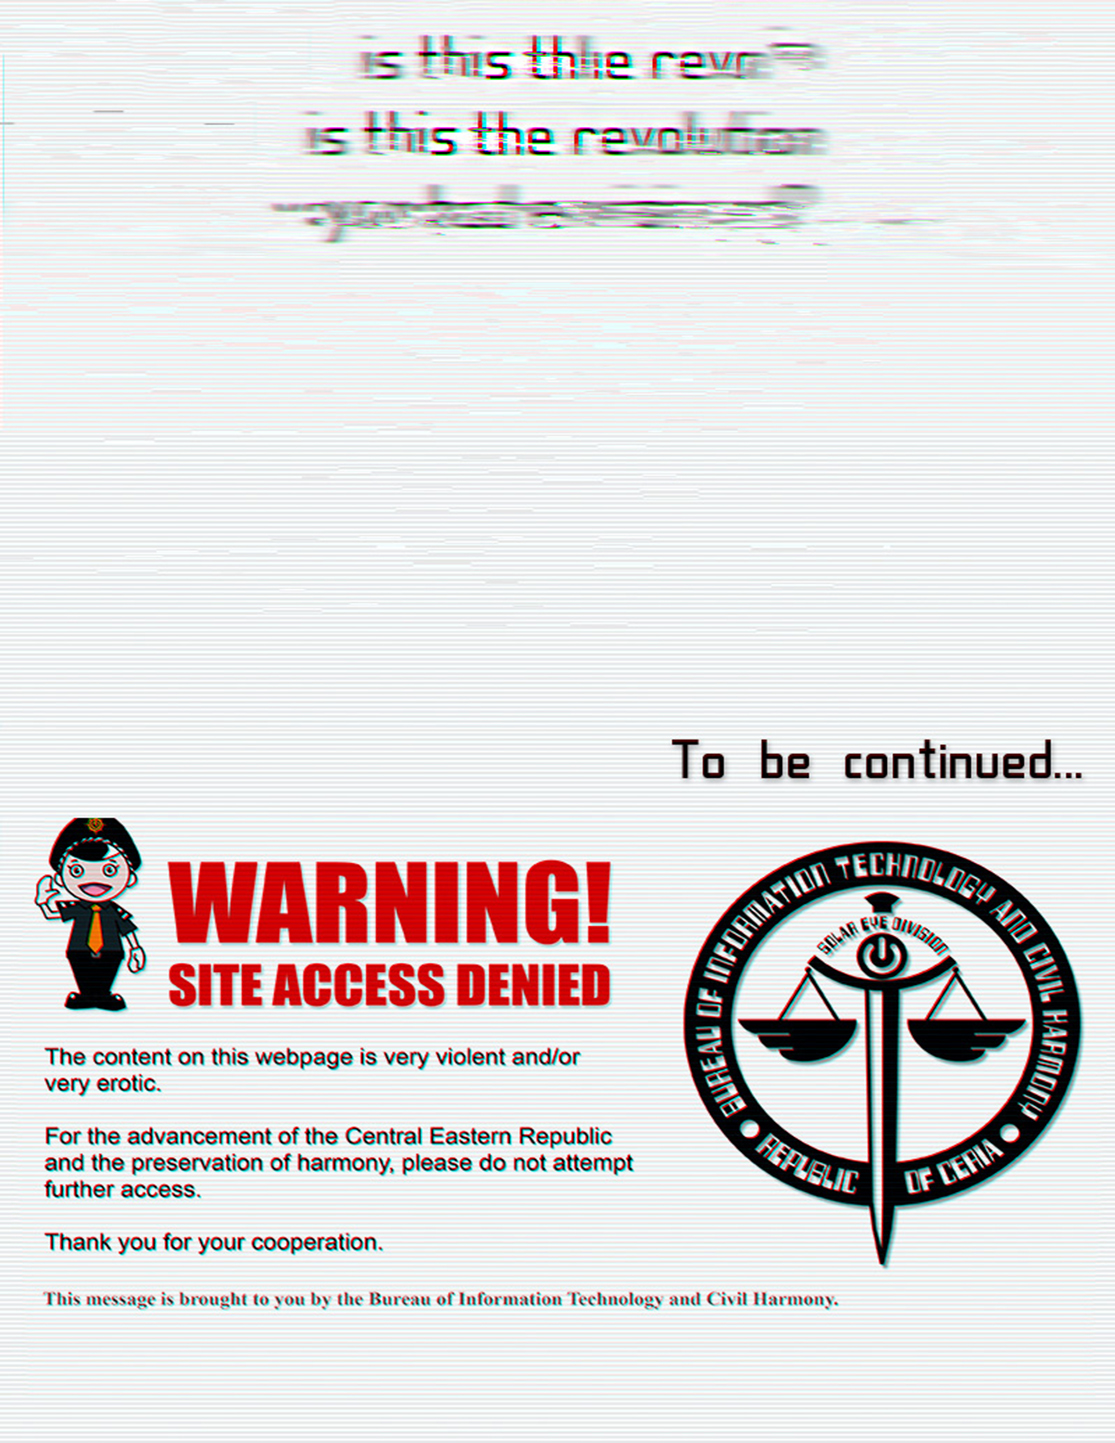 is this
is this the revolution
To be continued...
WARNING!
SITE ACCESS DENIED
The content on this webpage is very violent and/or
very erotic.
For the advancement of the Central Eastern Republic
and the preservation of harmony, please do not attempt
further access.
Thank you for your cooperation.
This message is brought to you by the Bureau of Information Technology and Civil Harmony.
BUREAU OF INFORMATION TECHNOLOGY AND CIVIL HARMONY
SOLAR EYE DIVISION
REPUBLIC OF CERIA